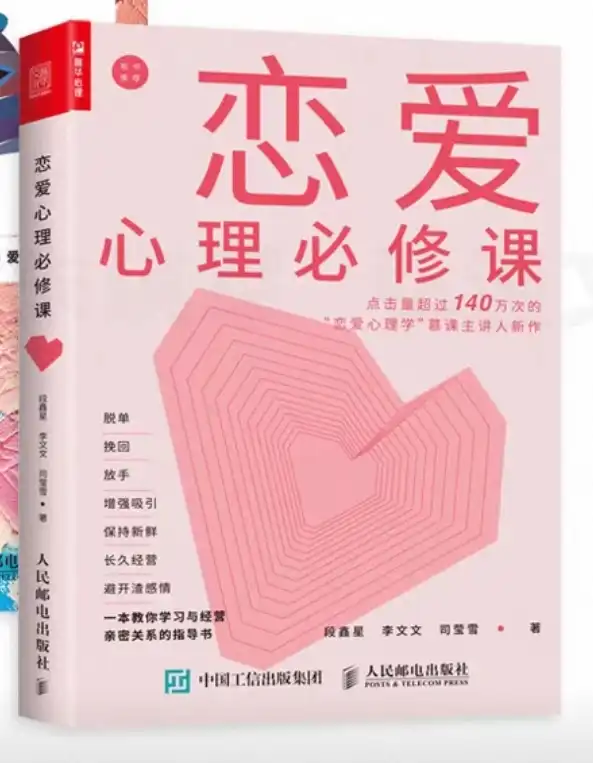 恋爱
心理必修课
点击量超过140万次的
“恋爱心理学”慕课主讲人新作
脱单
挽回
放手
增强吸引
保持新鲜
长久经营
避开渣感情
一本教你学习与经营
亲密关系的指导书
段鑫星 李文文 司莹雪 • 著
中国工信出版集团
人民邮电出版社
POSTS & TELECOM PRESS
恋爱心理必修课
段鑫星 李文文 司莹雪 • 著
人民邮电出版社
爱